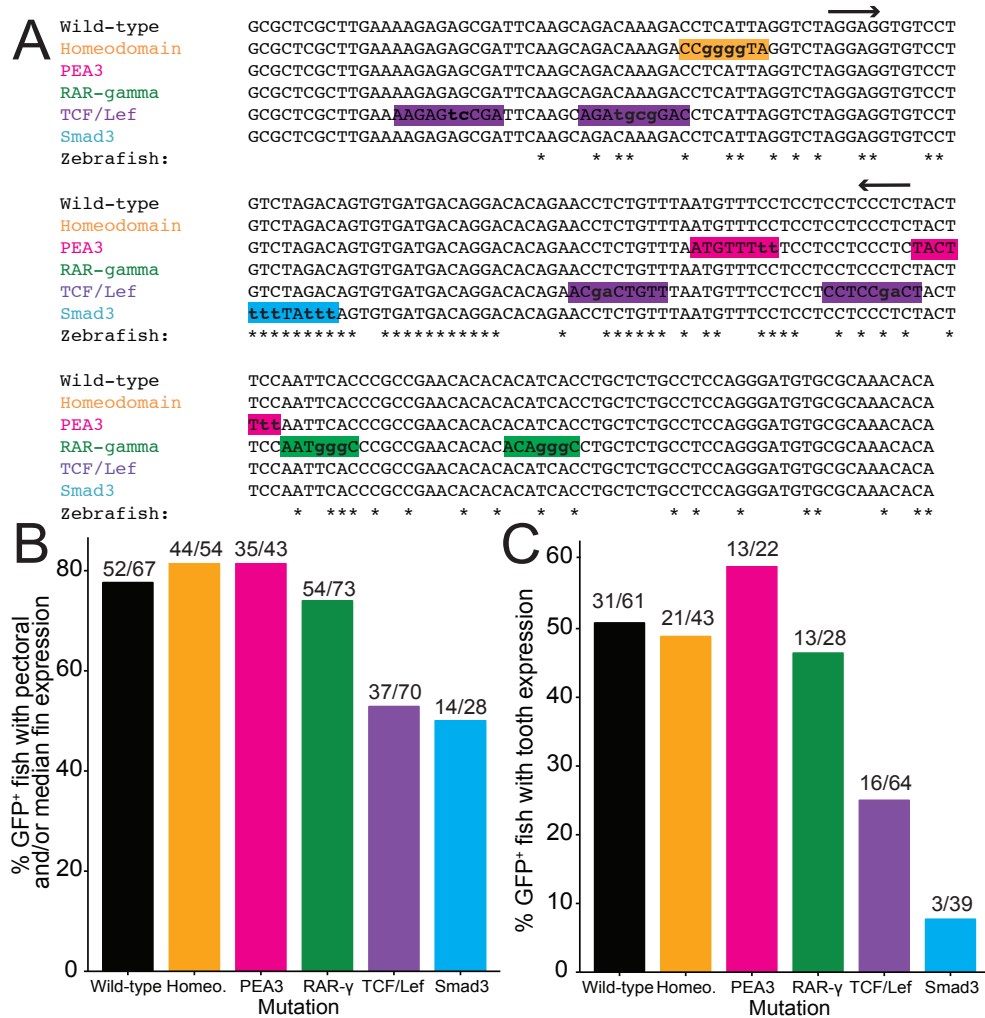 A
Wild-type GCGCTCGCTTGAAAAGAGAGCGATTCAAGCAGACAAAGACCTCATTAGGTCTAGGAGGTGTCCT
Homeodomain GCGCTCGCTTGAAAAGAGAGCGATTCAAGCAGACAAAGACCggggTAGGTCTAGGAGGTGTCCT
PEA3 GCGCTCGCTTGAAAAGAGAGCGATTCAAGCAGACAAAGACCTCATTAGGTCTAGGAGGTGTCCT
RAR-gamma GCGCTCGCTTGAAAAGAGAGCGATTCAAGCAGACAAAGACCTCATTAGGTCTAGGAGGTGTCCT
TCF/Lef GCGCTCGCTTGAAAAGAGtcCGATTCAAGCAGAtgcgGACCTCATTAGGTCTAGGAGGTGTCCT
Smad3 GCGCTCGCTTGAAAAGAGAGCGATTCAAGCAGACAAAGACCTCATTAGGTCTAGGAGGTGTCCT
Zebrafish: * * ** * ** * * * ** **
Wild-type GTCTAGACAGTGTGATGACAGGACACAGAACCTCTGTTTAATGTTTCCTCCTCCTCCCTCTACT
Homeodomain GTCTAGACAGTGTGATGACAGGACACAGAACCTCTGTTTAATGTTTCCTCCTCCTCCCTCTACT
PEA3 GTCTAGACAGTGTGATGACAGGACACAGAACCTCTGTTTAATGTTTttTCCTCCTCCCTCTACT
RAR-gamma GTCTAGACAGTGTGATGACAGGACACAGAACCTCTGTTTAATGTTTCCTCCTCCTCCCTCTACT
TCF/Lef GTCTAGACAGTGTGATGACAGGACACAGAACgaCTGTTTAATGTTTCCTCCTCCTCCgaCTACT
Smad3 tttTAtttAGTGTGATGACAGGACACAGAACCTCTGTTTAATGTTTCCTCCTCCTCCCTCTACT
Zebrafish: ********** *********** * ****** * ** **** * * * * *
Wild-type TCCAATTCACCCGCCGAACACACACATCACCTGCTCTGCCTCCAGGGATGTGCGCAAACACA
Homeodomain TCCAATTCACCCGCCGAACACACACATCACCTGCTCTGCCTCCAGGGATGTGCGCAAACACA
PEA3 TttAATTCACCCGCCGAACACACACATCACCTGCTCTGCCTCCAGGGATGTGCGCAAACACA
RAR-gamma TCCAATgggCCCGCCGAACACACACAgggCCTGCTCTGCCTCCAGGGATGTGCGCAAACACA
TCF/Lef TCCAATTCACCCGCCGAACACACACATCACCTGCTCTGCCTCCAGGGATGTGCGCAAACACA
Smad3 TCCAATTCACCCGCCGAACACACACATCACCTGCTCTGCCTCCAGGGATGTGCGCAAACACA
Zebrafish: * *** * * * * * * * * * ** * **
B
% GFP+ fish with pectoral
and/or median fin expression
80
60
40
20
0
52/67
44/54
35/43
54/73
37/70
14/28
Wild-type Homeo. PEA3 RAR-γ TCF/Lef Smad3
Mutation
C
% GFP+ fish with tooth expression
60
50
40
30
20
10
0
31/61
21/43
13/22
13/28
16/64
3/39
Wild-type Homeo. PEA3 RAR-γ TCF/Lef Smad3
Mutation